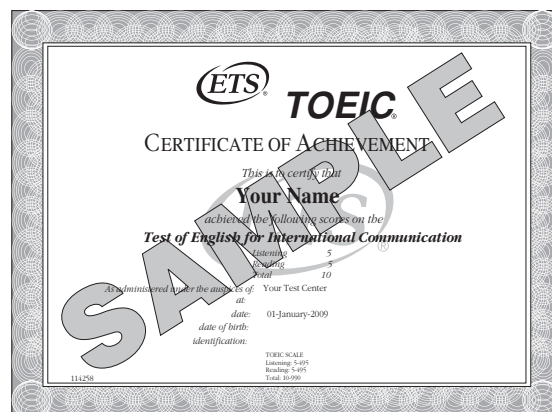 ETS®
TOEIC®
CERTIFICATE OF ACHIEVEMENT
This is to certify that
Your Name
achieved the following scores on the
Test of English for International Communication
Listening 5
Reading 5
Total 10
As administered under the auspices of: Your Test Center
at:
date: 01-January-2009
date of birth:
identification:
TOEIC SCALE
Listening: 5-495
Reading: 5-495
Total: 10-990
114258
SAMPLE
ETS®